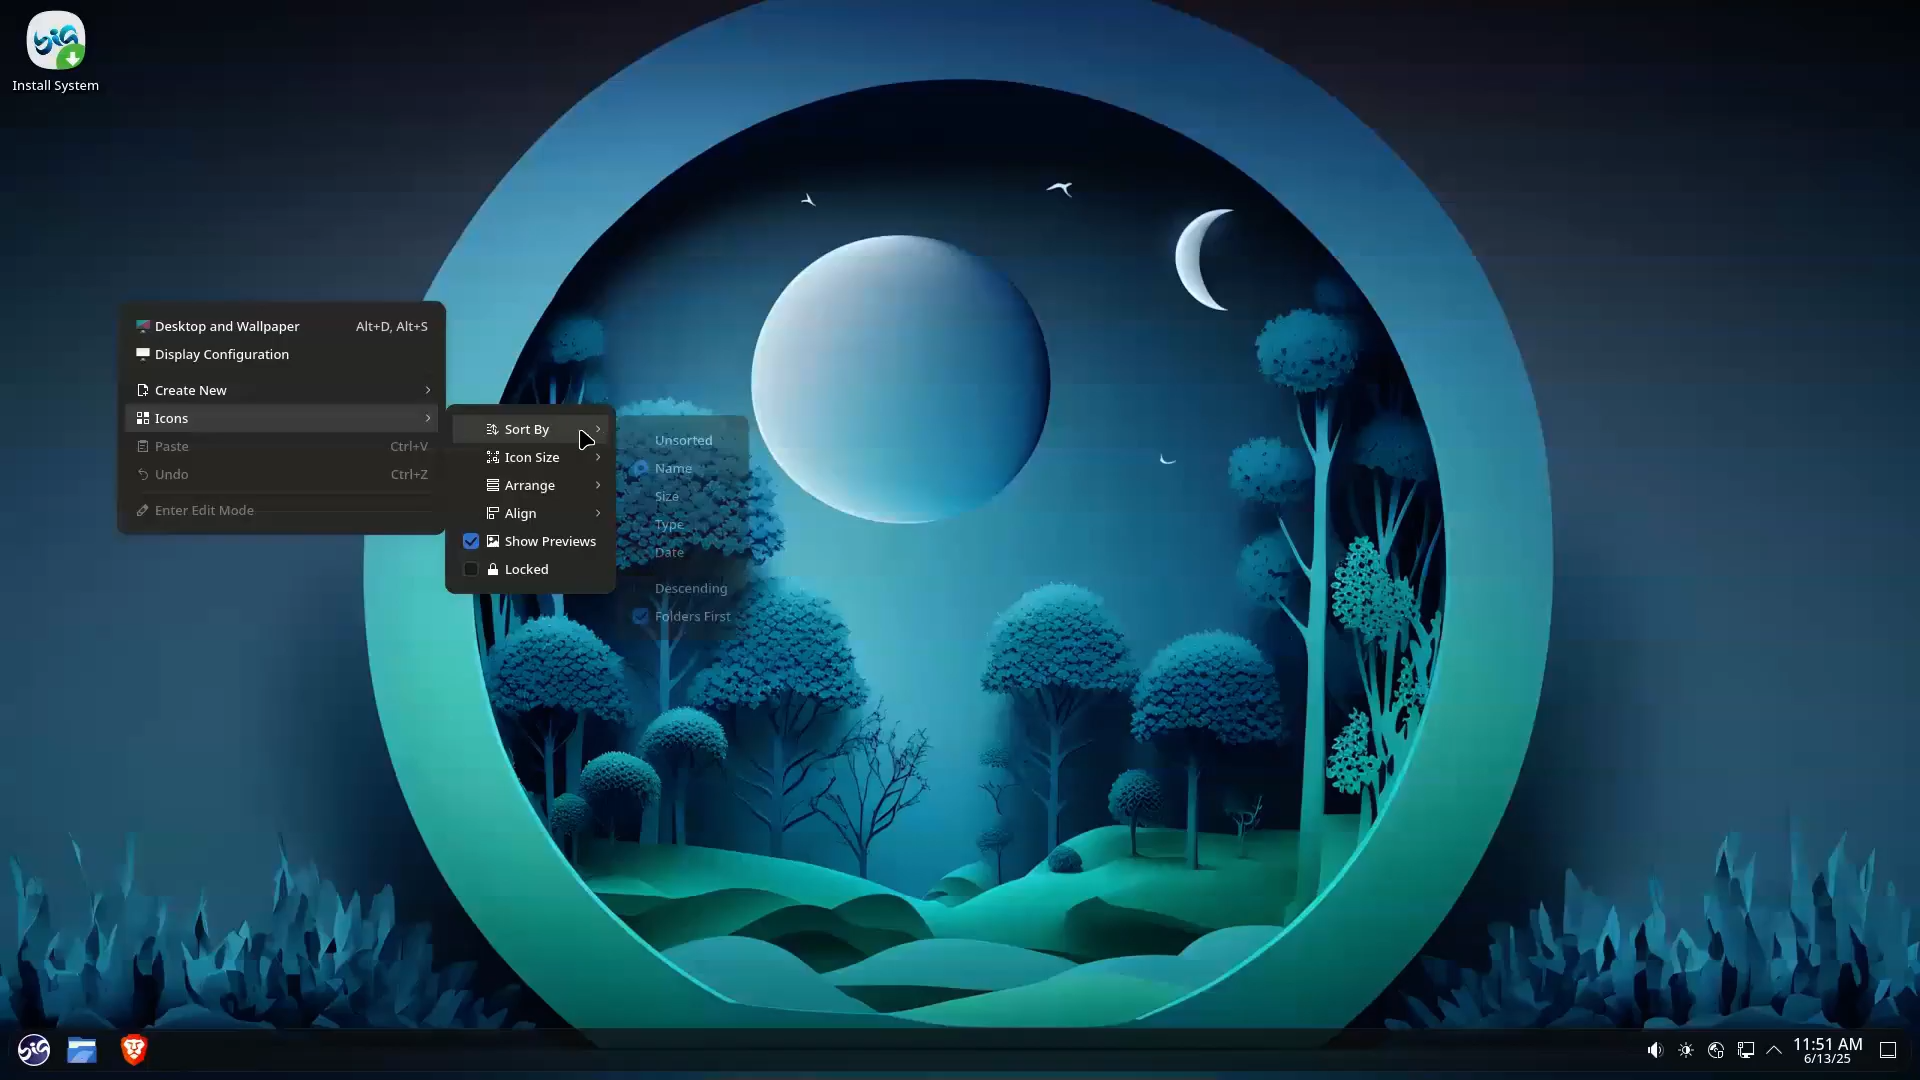 Install System
Desktop and Wallpaper Alt+D, Alt+S
Display Configuration
Create New
Icons
Paste Ctrl+V
Undo Ctrl+Z
Enter Edit Mode
Sort By
Icon Size
Arrange
Align
Show Previews
Locked
Unsorted
Name
Size
Type
Date
Descending
Folders First
11:51 AM
6/13/25